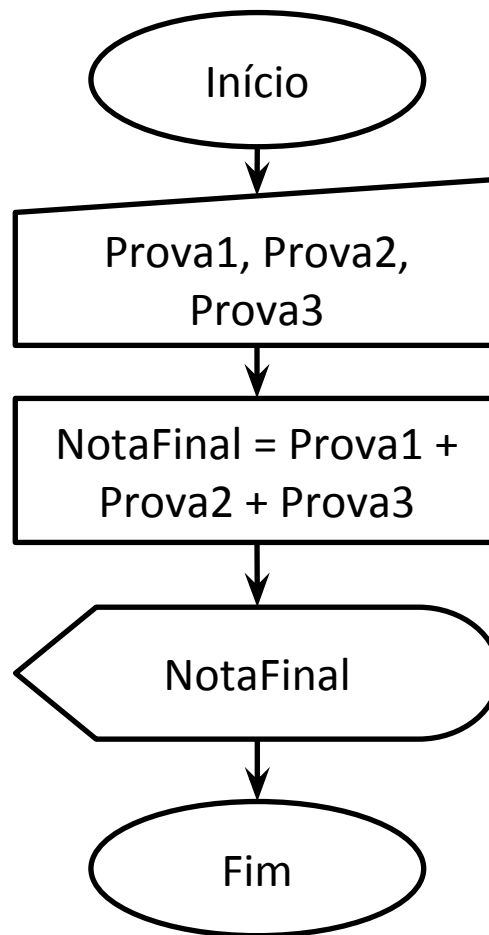 Início
Prova1, Prova2,
Prova3
NotaFinal = Prova1 +
Prova2 + Prova3
NotaFinal
Fim